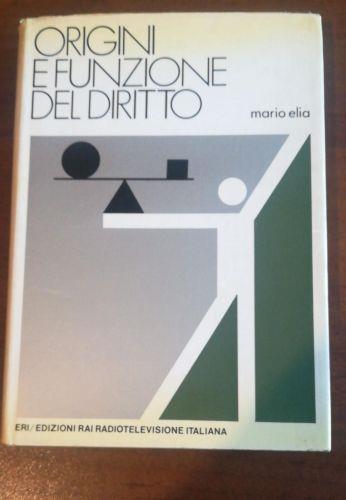 ORIGINI
E FUNZIONE
DEL DIRITTO
mario elia
ERI/EDIZIONI RAI RADIOTELEVISIONE ITALIANA